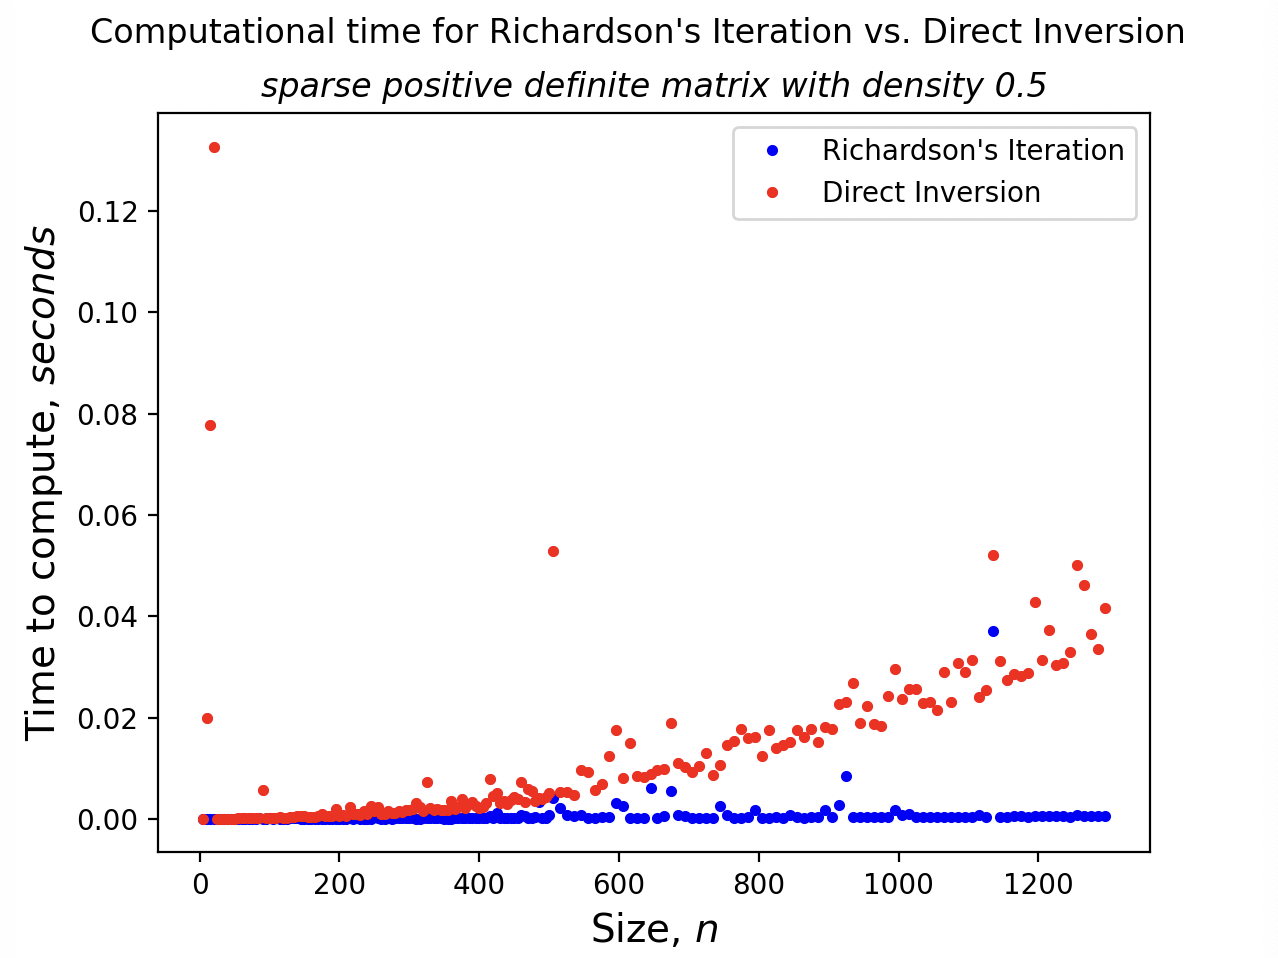 Computational time for Richardson's Iteration vs. Direct Inversion
sparse positive definite matrix with density 0.5
Richardson's Iteration
Direct Inversion
Time to compute, seconds
0.12
0.10
0.08
0.06
0.04
0.02
0.00
0 200 400 600 800 1000 1200
Size, n